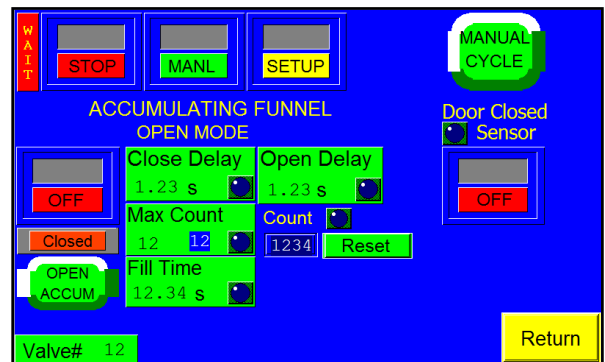 WAIT
STOP
MANL
SETUP
MANUAL
CYCLE
ACCUMULATING FUNNEL
OPEN MODE
Door Closed
Sensor
OFF
Close Delay
1.23 s
Open Delay
1.23 s
OFF
Max Count
12 12
Count
1234
Reset
Closed
OPEN
ACCUM
Fill Time
12.34 s
Valve# 12
Return